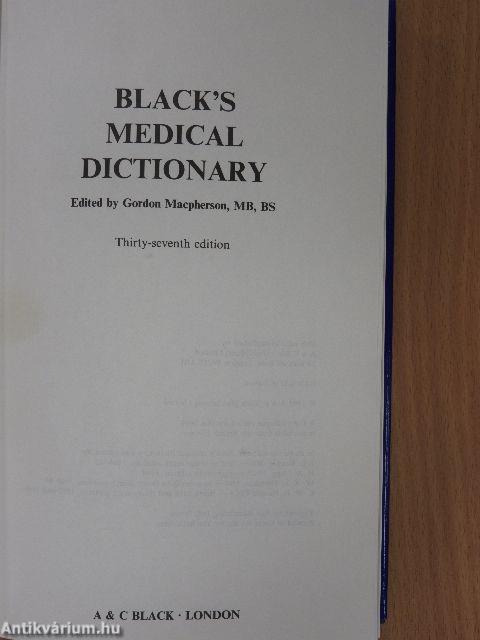 BLACK'S
MEDICAL
DICTIONARY
Edited by Gordon Macpherson, MB, BS
Thirty-seventh edition
A & C BLACK · LONDON
Antikvárium.hu